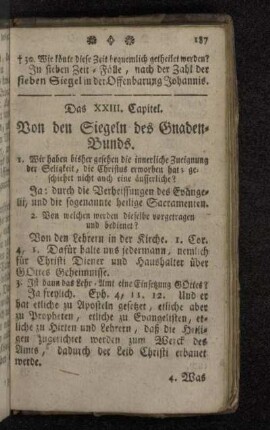 187
† 30. Wie könte diese Zeit bequemlich getheilet werden?
In sieben Zeit-Fälle, nach der Zahl der
sieben Siegel in der Offenbarung Johannis.
Das XXIII. Capitel.
Von den Siegeln des Gnaden-
Bunds.
1. Wir haben bisher gesehen die innerliche Zueignung
der Seligkeit, die Christus erworben hat: ge-
schiehet nicht auch eine äusserliche?
Ja: durch die Verheissungen des Evange-
lii, und die sogenannte heilige Sacramenten.
2. Von welchen werden dieselbe vorgetragen
und bedienet?
Von den Lehrern in der Kirche. 1. Cor.
4, 1. Dafür halte uns jedermann, nemlich
für Christi Diener und Haushalter über
GOttes Geheimnisse.
3. Ist dann das Lehr-Amt eine Einsetzung GOttes?
Ja freylich. Eph. 4, 11. 12. Und er
hat etliche zu Aposteln gesetzt, etliche aber
zu Propheten, etliche zu Evangelisten, et-
liche zu Hirten und Lehrern, daß die Heili-
gen zugerichtet werden zum Werck des
Amts, dadurch der Leib Christi erbauet
werde.
4. Was